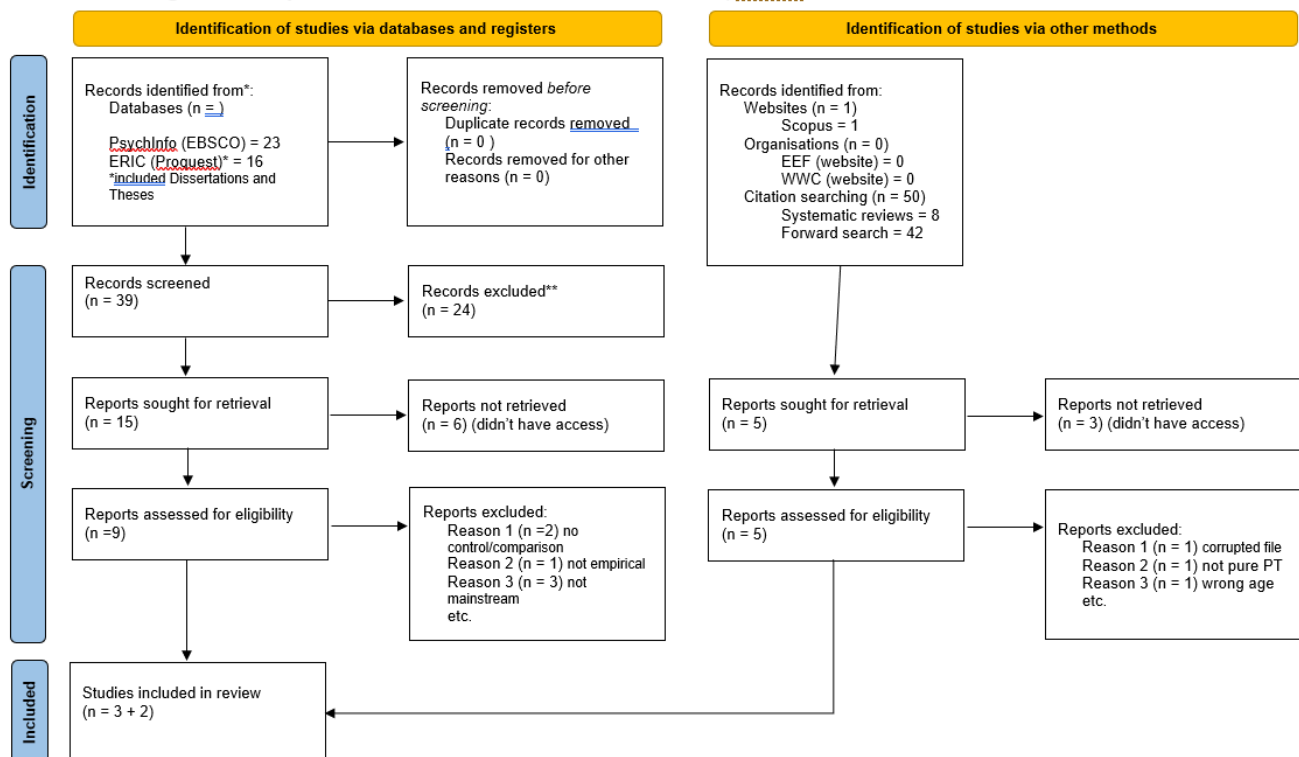 Identification of studies via databases and registers
Identification of studies via other methods
Identification
Records identified from*:
Databases (n = )
PsychInfo (EBSCO) = 23
ERIC (Proquest)* = 16
*included Dissertations and
Theses
Records removed before
screening:
Duplicate records removed
(n = 0 )
Records removed for other
reasons (n = 0)
Records identified from:
Websites (n = 1)
Scopus = 1
Organisations (n = 0)
EEF (website) = 0
WWC (website) = 0
Citation searching (n = 50)
Systematic reviews = 8
Forward search = 42
Screening
Records screened
(n = 39)
Records excluded**
(n = 24)
Reports sought for retrieval
(n = 15)
Reports not retrieved
(n = 6) (didn't have access)
Reports sought for retrieval
(n = 5)
Reports not retrieved
(n = 3) (didn't have access)
Reports assessed for eligibility
(n =9)
Reports excluded:
Reason 1 (n =2) no
control/comparison
Reason 2 (n = 1) not empirical
Reason 3 (n = 3) not
mainstream
etc.
Reports assessed for eligibility
(n = 5)
Reports excluded:
Reason 1 (n = 1) corrupted file
Reason 2 (n = 1) not pure PT
Reason 3 (n = 1) wrong age
etc.
Included
Studies included in review
(n = 3 + 2)